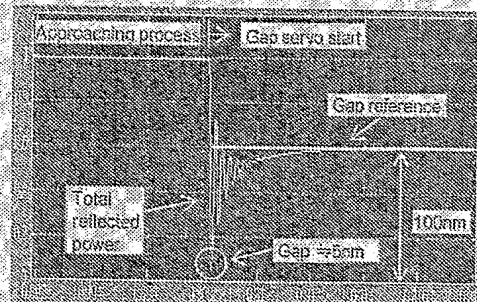 Approaching process
Gap servo start
Gap reference
Total
reflected
power
100nm
Gap ≒5nm